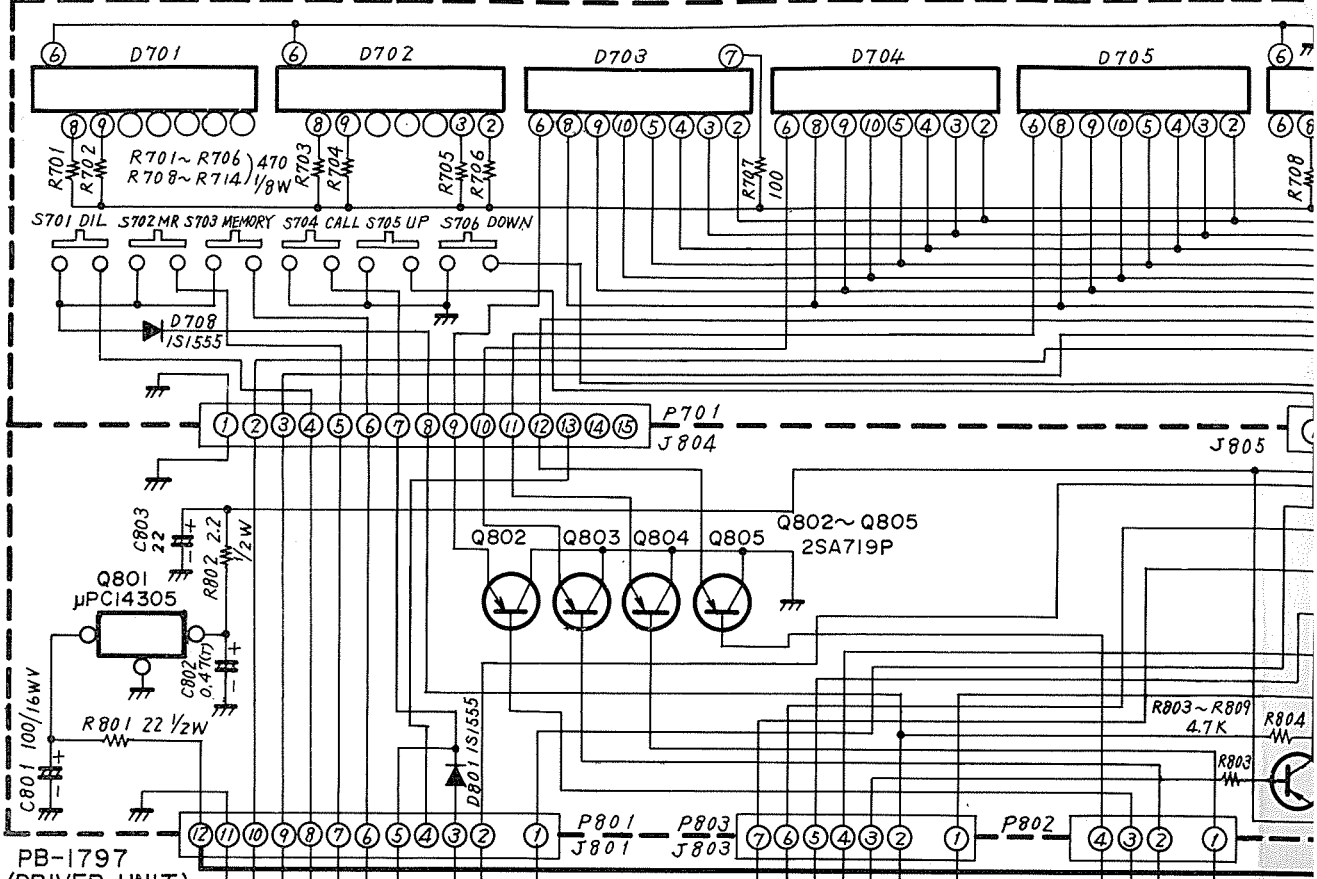 6 D701 6 D702 D703 7 D704 D705 6
8 9 8 9 3 2 6 8 9 10 5 4 3 2 6 8 9 10 5 4 3 2 6 8 9 10 5 4 3 2 6 8
R701 R702 R701~R706 ) 470 R703 R704 R705 R706 R707 100 R708
R708~R714 ) 1/8W
S701 DIL S702 MR S703 MEMORY S704 CALL S705 UP S706 DOWN
D708
1S1555
1 2 3 4 5 6 7 8 9 10 11 12 13 14 15 P701
J804 J805
C803 22 + - R802 2.2 1/2W
Q802 Q803 Q804 Q805 Q802~Q805
2SA719P
Q801
μPC14305
C802 0.47(T) + -
R801 22 1/2W
C801 100/16WV + -
D801 1S1555
R803~R809
4.7K
R804
R803
12 11 10 9 8 7 6 5 4 3 2 1 P801 P803 7 6 5 4 3 2 1 P802 4 3 2 1
J801 J803
PB-1797
(DRIVER UNIT)